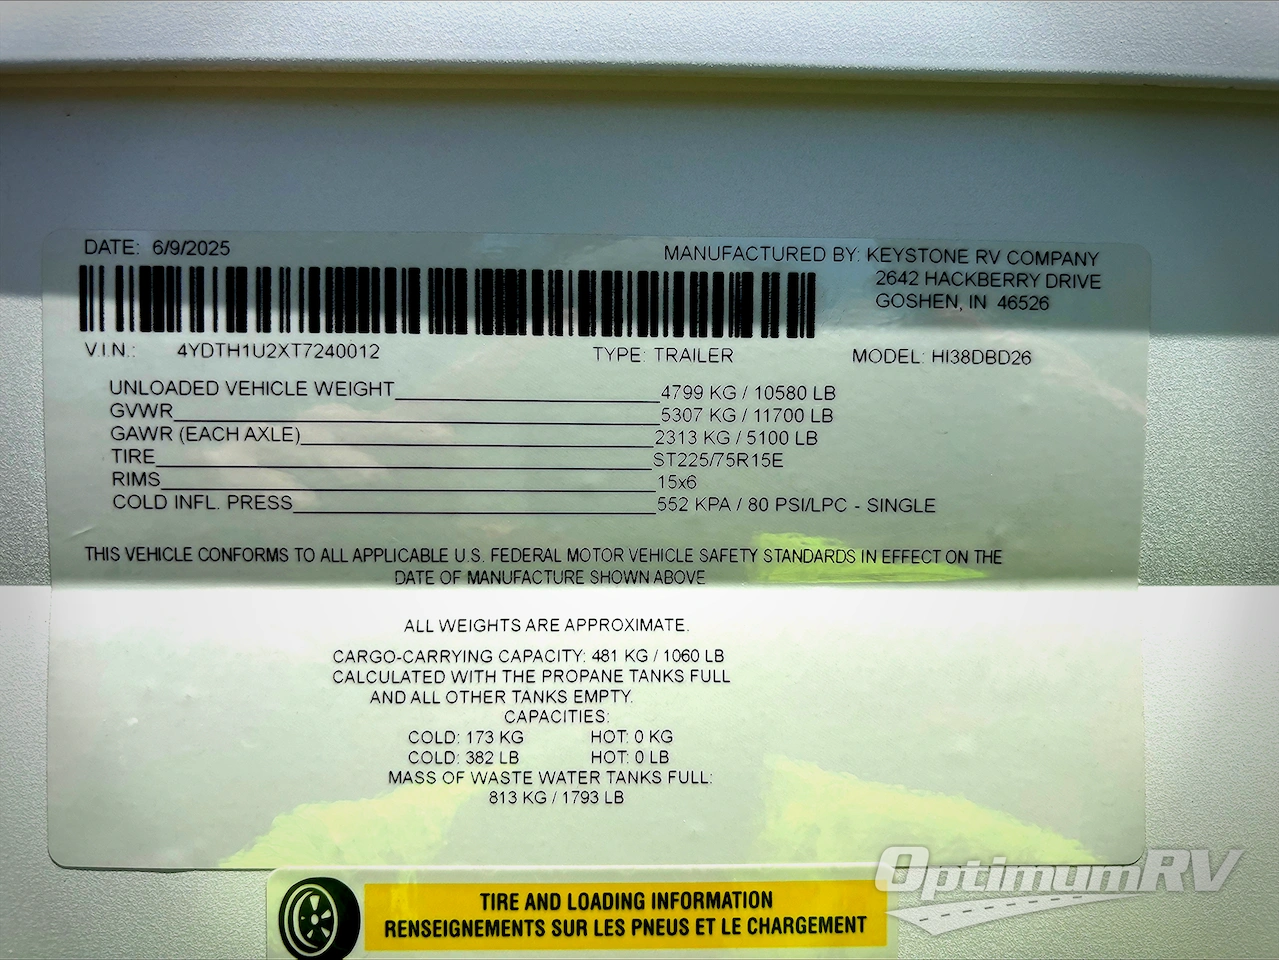 DATE: 6/9/2025
MANUFACTURED BY: KEYSTONE RV COMPANY
2642 HACKBERRY DRIVE
GOSHEN, IN 46526
V.I.N.: 4YDTH1U2XT7240012 TYPE: TRAILER MODEL: HI38DBD26
UNLOADED VEHICLE WEIGHT 4799 KG / 10580 LB
GVWR 5307 KG / 11700 LB
GAWR (EACH AXLE) 2313 KG / 5100 LB
TIRE ST225/75R15E
RIMS 15x6
COLD INFL. PRESS 552 KPA / 80 PSI/LPC - SINGLE
THIS VEHICLE CONFORMS TO ALL APPLICABLE U.S. FEDERAL MOTOR VEHICLE SAFETY STANDARDS IN EFFECT ON THE
DATE OF MANUFACTURE SHOWN ABOVE
ALL WEIGHTS ARE APPROXIMATE.
CARGO-CARRYING CAPACITY: 481 KG / 1060 LB
CALCULATED WITH THE PROPANE TANKS FULL
AND ALL OTHER TANKS EMPTY.
CAPACITIES:
COLD: 173 KG HOT: 0 KG
COLD: 382 LB HOT: 0 LB
MASS OF WASTE WATER TANKS FULL:
813 KG / 1793 LB
OptimumRV
TIRE AND LOADING INFORMATION
RENSEIGNEMENTS SUR LES PNEUS ET LE CHARGEMENT